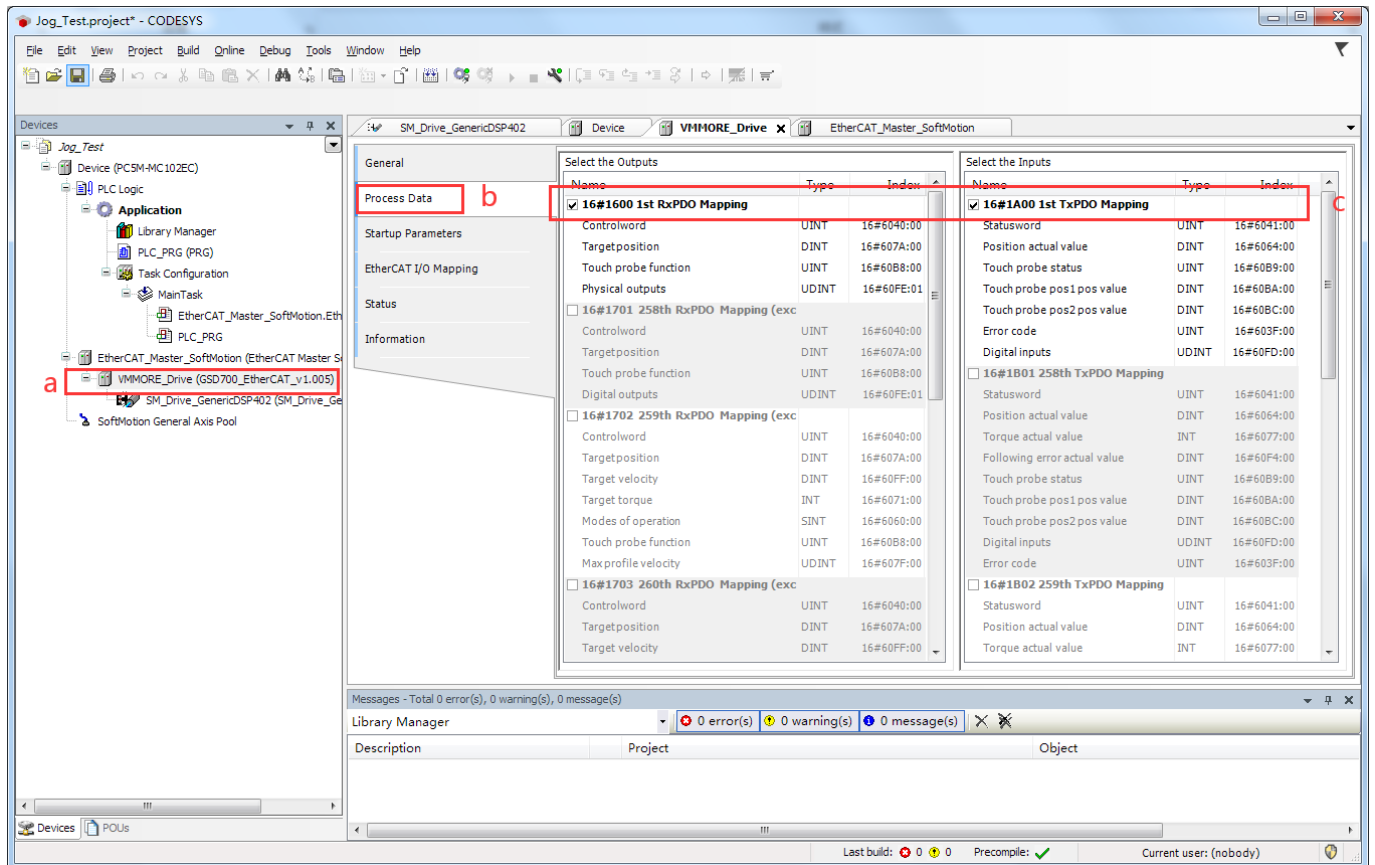 Jog_Test.project* - CODESYS
File Edit View Project Build Online Debug Tools Window Help
Devices
Jog_Test
Device (PC5M-MC102EC)
PLC Logic
Application
Library Manager
PLC_PRG (PRG)
Task Configuration
MainTask
EtherCAT_Master_SoftMotion.Eth
PLC_PRG
EtherCAT_Master_SoftMotion (EtherCAT Master S
a
VMMORE_Drive (GSD700_EtherCAT_v1.005)
SM_Drive_GenericDSP402 (SM_Drive_Ge
SoftMotion General Axis Pool
Devices POUs
SM_Drive_GenericDSP402 Device VMMORE_Drive EtherCAT_Master_SoftMotion
General
Process Data
b
Startup Parameters
EtherCAT I/O Mapping
Status
Information
Select the Outputs
Name Type Index
16#1600 1st RxPDO Mapping
Controlword UINT 16#6040:00
Targetposition DINT 16#607A:00
Touch probe function UINT 16#60B8:00
Physical outputs UDINT 16#60FE:01
16#1701 258th RxPDO Mapping (exc
Controlword UINT 16#6040:00
Targetposition DINT 16#607A:00
Touch probe function UINT 16#60B8:00
Digital outputs UDINT 16#60FE:01
16#1702 259th RxPDO Mapping (exc
Controlword UINT 16#6040:00
Targetposition DINT 16#607A:00
Target velocity DINT 16#60FF:00
Target torque INT 16#6071:00
Modes of operation SINT 16#6060:00
Touch probe function UINT 16#60B8:00
Max profile velocity UDINT 16#607F:00
16#1703 260th RxPDO Mapping (exc
Controlword UINT 16#6040:00
Targetposition DINT 16#607A:00
Target velocity DINT 16#60FF:00
Select the Inputs
Name Type Index
16#1A00 1st TxPDO Mapping
c
Statusword UINT 16#6041:00
Position actual value DINT 16#6064:00
Touch probe status UINT 16#60B9:00
Touch probe pos1 pos value DINT 16#60BA:00
Touch probe pos2 pos value DINT 16#60BC:00
Error code UINT 16#603F:00
Digital inputs UDINT 16#60FD:00
16#1B01 258th TxPDO Mapping
Statusword UINT 16#6041:00
Position actual value DINT 16#6064:00
Torque actual value INT 16#6077:00
Following error actual value DINT 16#60F4:00
Touch probe status UINT 16#60B9:00
Touch probe pos1 pos value DINT 16#60BA:00
Touch probe pos2 pos value DINT 16#60BC:00
Digital inputs UDINT 16#60FD:00
Error code UINT 16#603F:00
16#1B02 259th TxPDO Mapping
Statusword UINT 16#6041:00
Position actual value DINT 16#6064:00
Torque actual value INT 16#6077:00
Messages - Total 0 error(s), 0 warning(s), 0 message(s)
Library Manager 0 error(s) 0 warning(s) 0 message(s)
Description Project Object
Last build: 0 0 Precompile: Current user: (nobody)